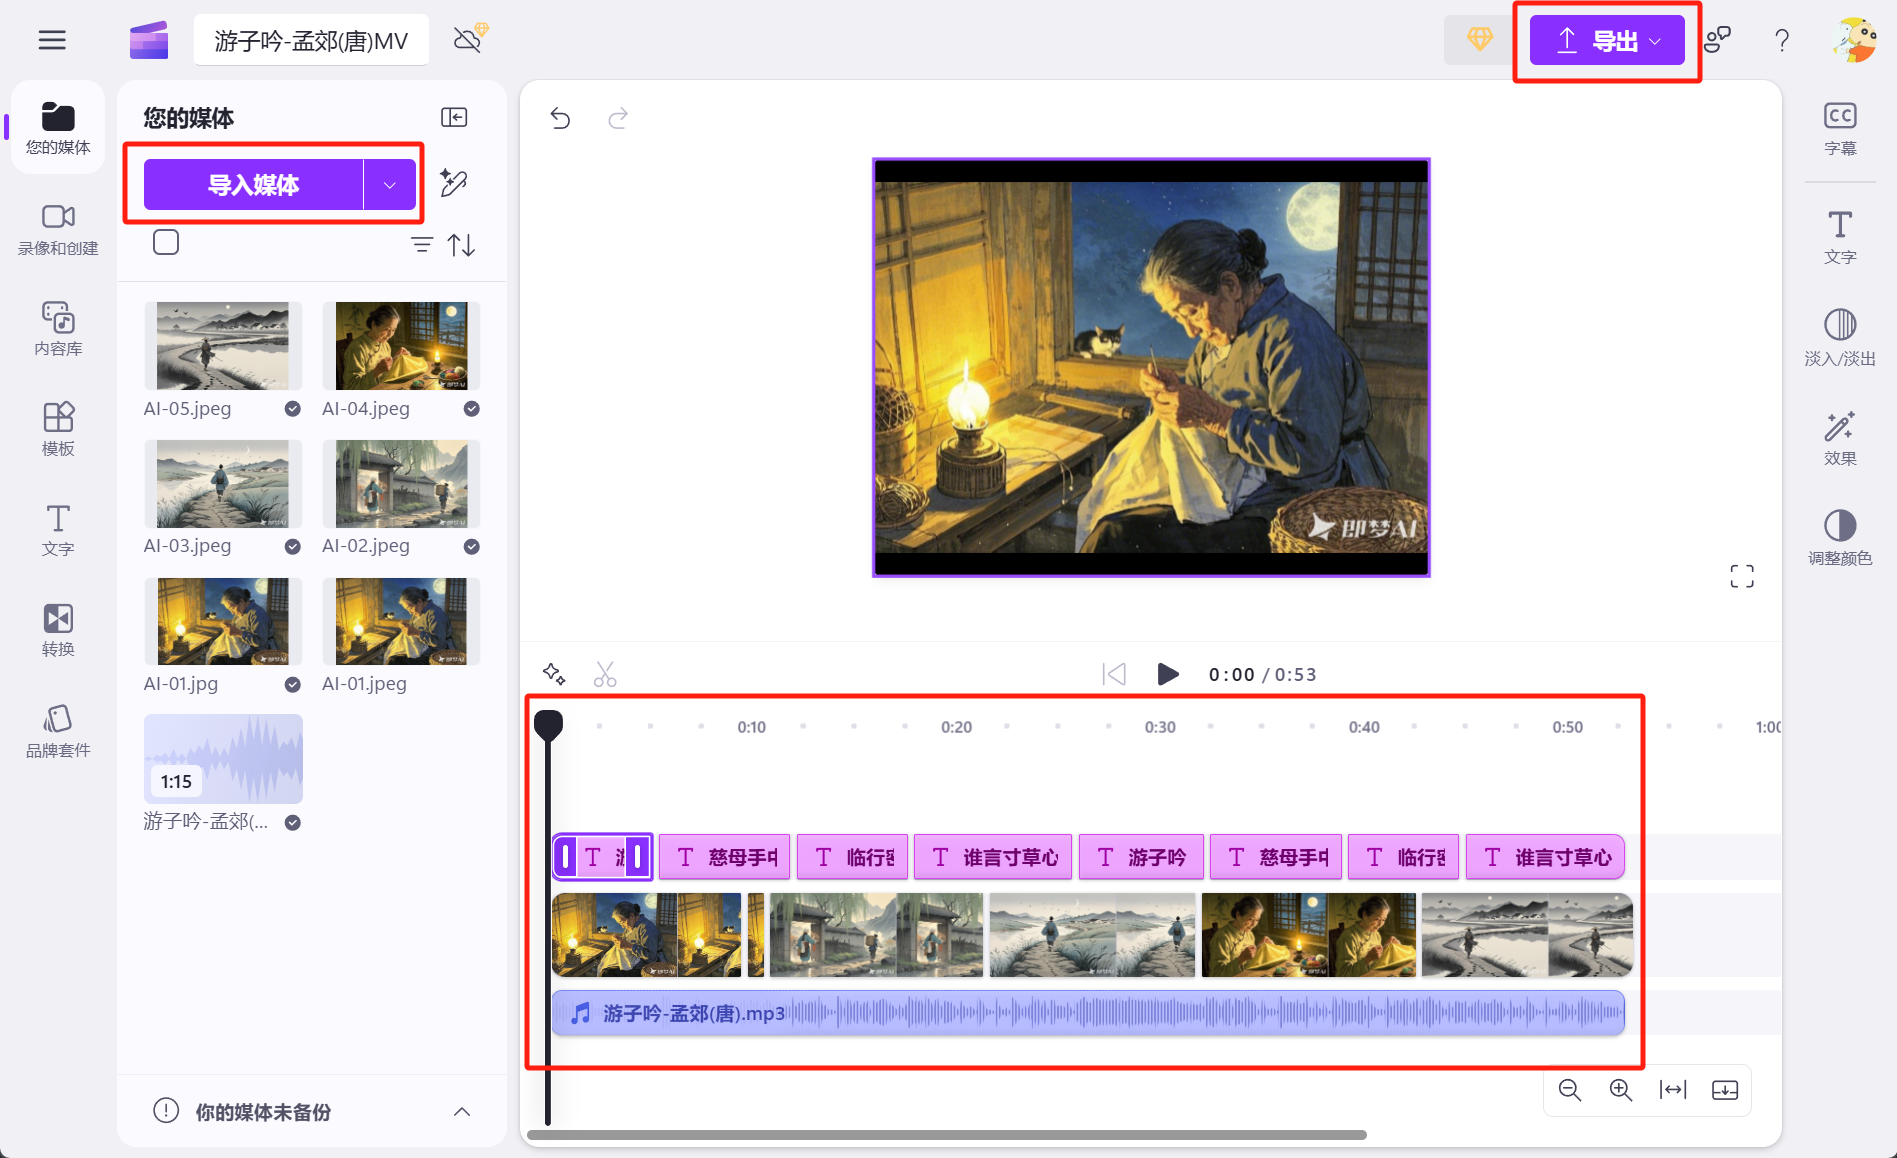 游子吟-孟郊(唐)MV
导出
您的媒体
录像和创建
内容库
模板
文字
转换
品牌套件
您的媒体
导入媒体
AI-05.jpeg
AI-04.jpeg
AI-03.jpeg
AI-02.jpeg
AI-01.jpg
AI-01.jpeg
1:15
游子吟-孟郊(...
你的媒体未备份
即梦AI
0:00 / 0:53
0:10
0:20
0:30
0:40
0:50
1:00
T 慈母手中
T 临行密
T 谁言寸草心
T 游子吟
T 慈母手中
T 临行密
T 谁言寸草心
游子吟-孟郊(唐).mp3
CC
字幕
文字
淡入/淡出
效果
调整颜色